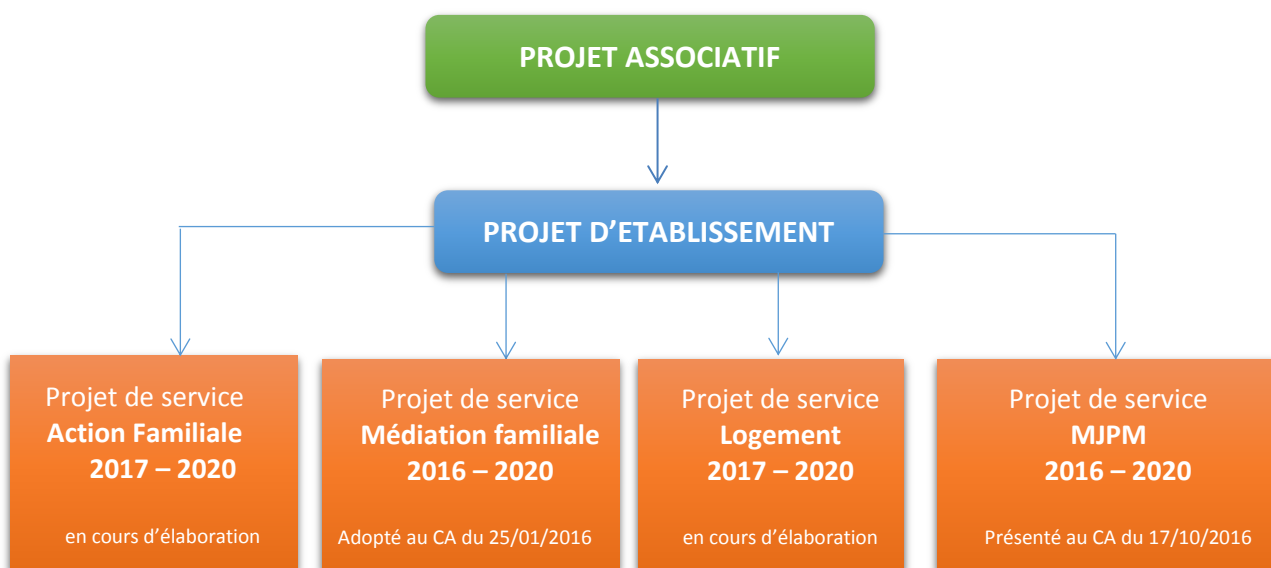 PROJET ASSOCIATIF
PROJET D'ETABLISSEMENT
Projet de service
Action Familiale
2017 – 2020
en cours d'élaboration
Projet de service
Médiation familiale
2016 – 2020
Adopté au CA du 25/01/2016
Projet de service
Logement
2017 – 2020
en cours d'élaboration
Projet de service
MJPM
2016 – 2020
Présenté au CA du 17/10/2016